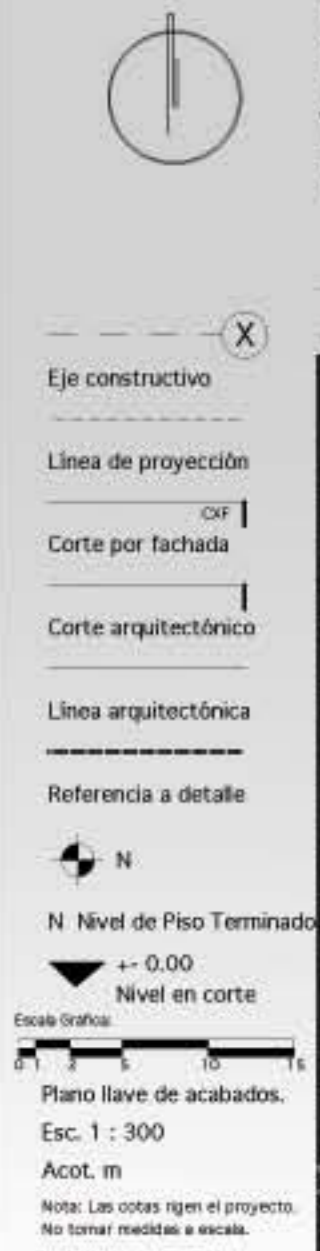 X
Eje constructivo
Línea de proyección
CXF
Corte por fachada
Corte arquitectónico
Línea arquitectónica
Referencia a detalle
N
N Nivel de Piso Terminado
+- 0.00
Nivel en corte
Escala Gráfica:
0 1 3 5 10 15
Plano llave de acabados.
Esc. 1 : 300
Acot. m
Nota: Las cotas rigen el proyecto.
No tomar medidas a escala.